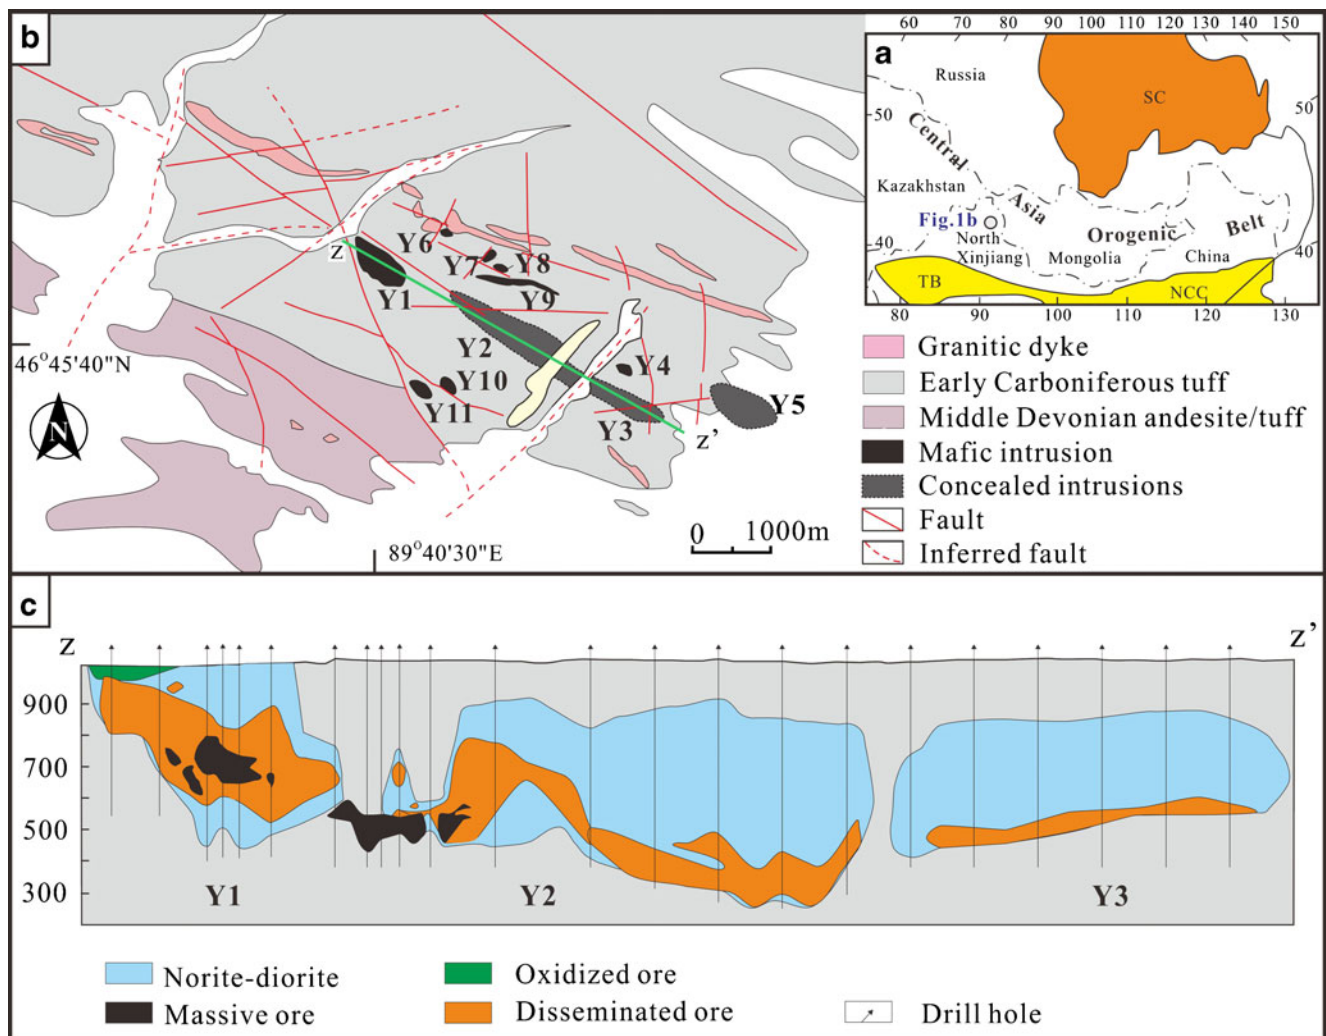 b
Y6
Y7
Y8
Z
Y1
Y9
Y2
Y4
Y10
Y11
Y5
Y3
Z’
46°45'40"N
N
89°40'30"E
0 1000m
60 70 80 90 100 110 120 130 140 150
a
Russia
SC
50
50
Central
Kazakhstan
Fig.1b
Asia
Orogenic
Belt
North
Xinjiang
Mongolia
China
40
40
TB
NCC
80 90 100 110 120 130
Granitic dyke
Early Carboniferous tuff
Middle Devonian andesite/tuff
Mafic intrusion
Concealed intrusions
Fault
Inferred fault
c
Z
Z’
900
700
500
300
Y1
Y2
Y3
Norite-diorite
Oxidized ore
Massive ore
Disseminated ore
Drill hole